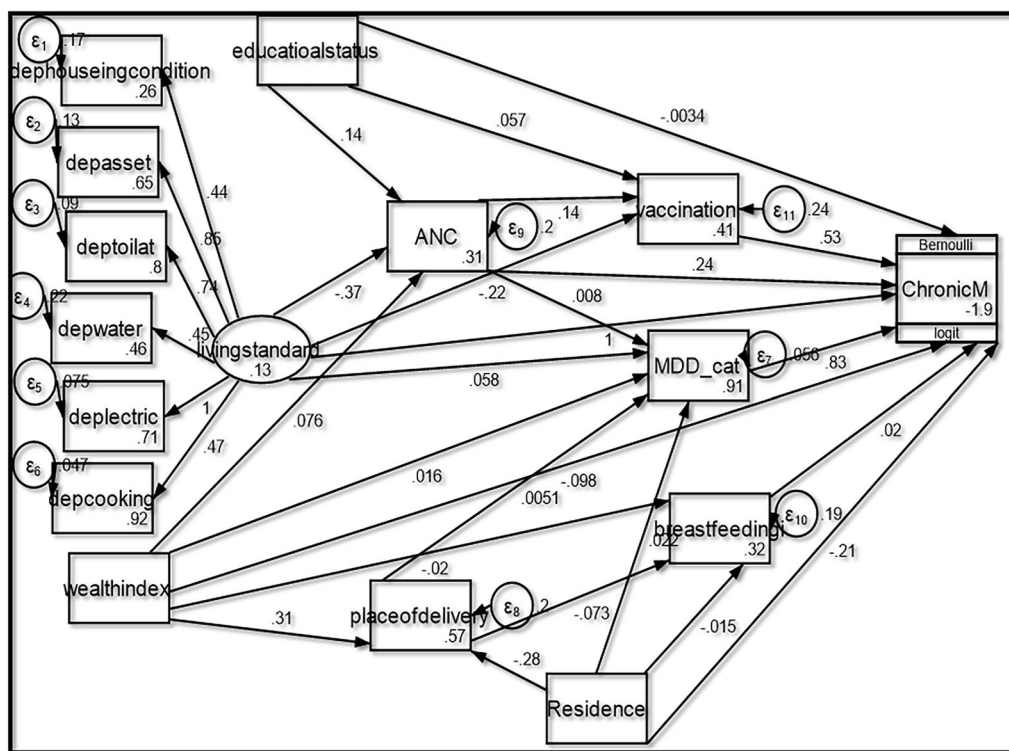 ε1 .17
dephouseingcondition
.26
educatioalstatus
ε2 .13
depasset
.65
ε3 .09
deptoilat
.8
ε4 .22
depwater
.46
ε5 .075
deplectric
.71
ε6 .047
depcooking
.92
.44
.85
.74
.45
1
.47
livingstandard
.13
.14
.057
-.0034
ANC
.31
ε9 .2
.14
vaccination
.41
ε11 .24
.53
.24
Bernoulli
ChronicM
-1.9
logit
-.37
-.22
.008
1
.058
MDD_cat
.91
ε7 .056
.83
.076
.016
-.098
.0051
.02
wealthindex
.31
-.02
placeofdelivery
.57
ε8 .2
.022
breastfeedingi
.32
ε10 .19
-.21
-.073
-.015
-.28
Residence